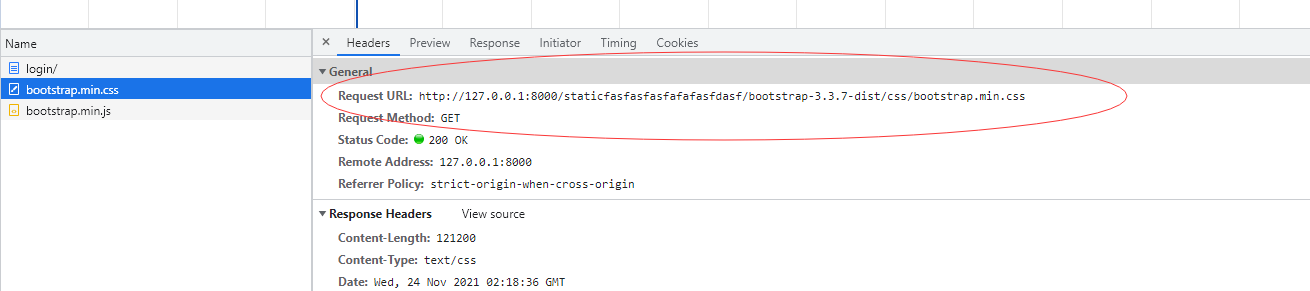 Name
login/
bootstrap.min.css
bootstrap.min.js
× Headers Preview Response Initiator Timing Cookies
▼ General
Request URL: http://127.0.0.1:8000/staticfasfasfasfafafasfdasf/bootstrap-3.3.7-dist/css/bootstrap.min.css
Request Method: GET
Status Code: 200 OK
Remote Address: 127.0.0.1:8000
Referrer Policy: strict-origin-when-cross-origin
▼ Response Headers View source
Content-Length: 121200
Content-Type: text/css
Date: Wed, 24 Nov 2021 02:18:36 GMT